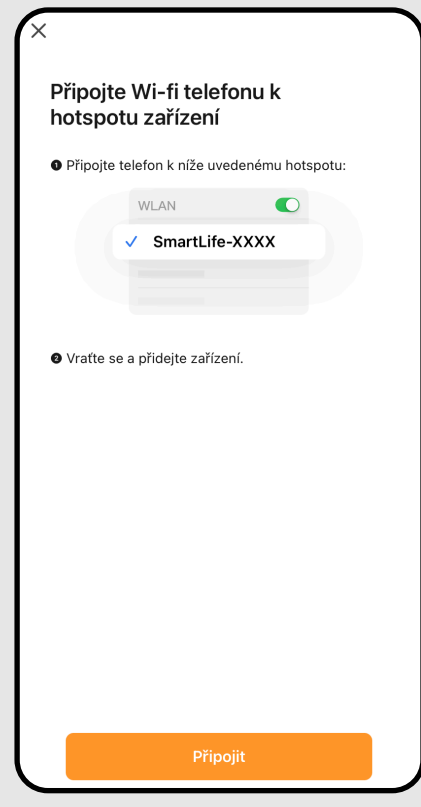 Připojte Wi-fi telefonu k
hotspotu zařízení
❶ Připojte telefon k níže uvedenému hotspotu:
WLAN
✓ SmartLife-XXXX
❷ Vraťte se a přidejte zařízení.
Připojit